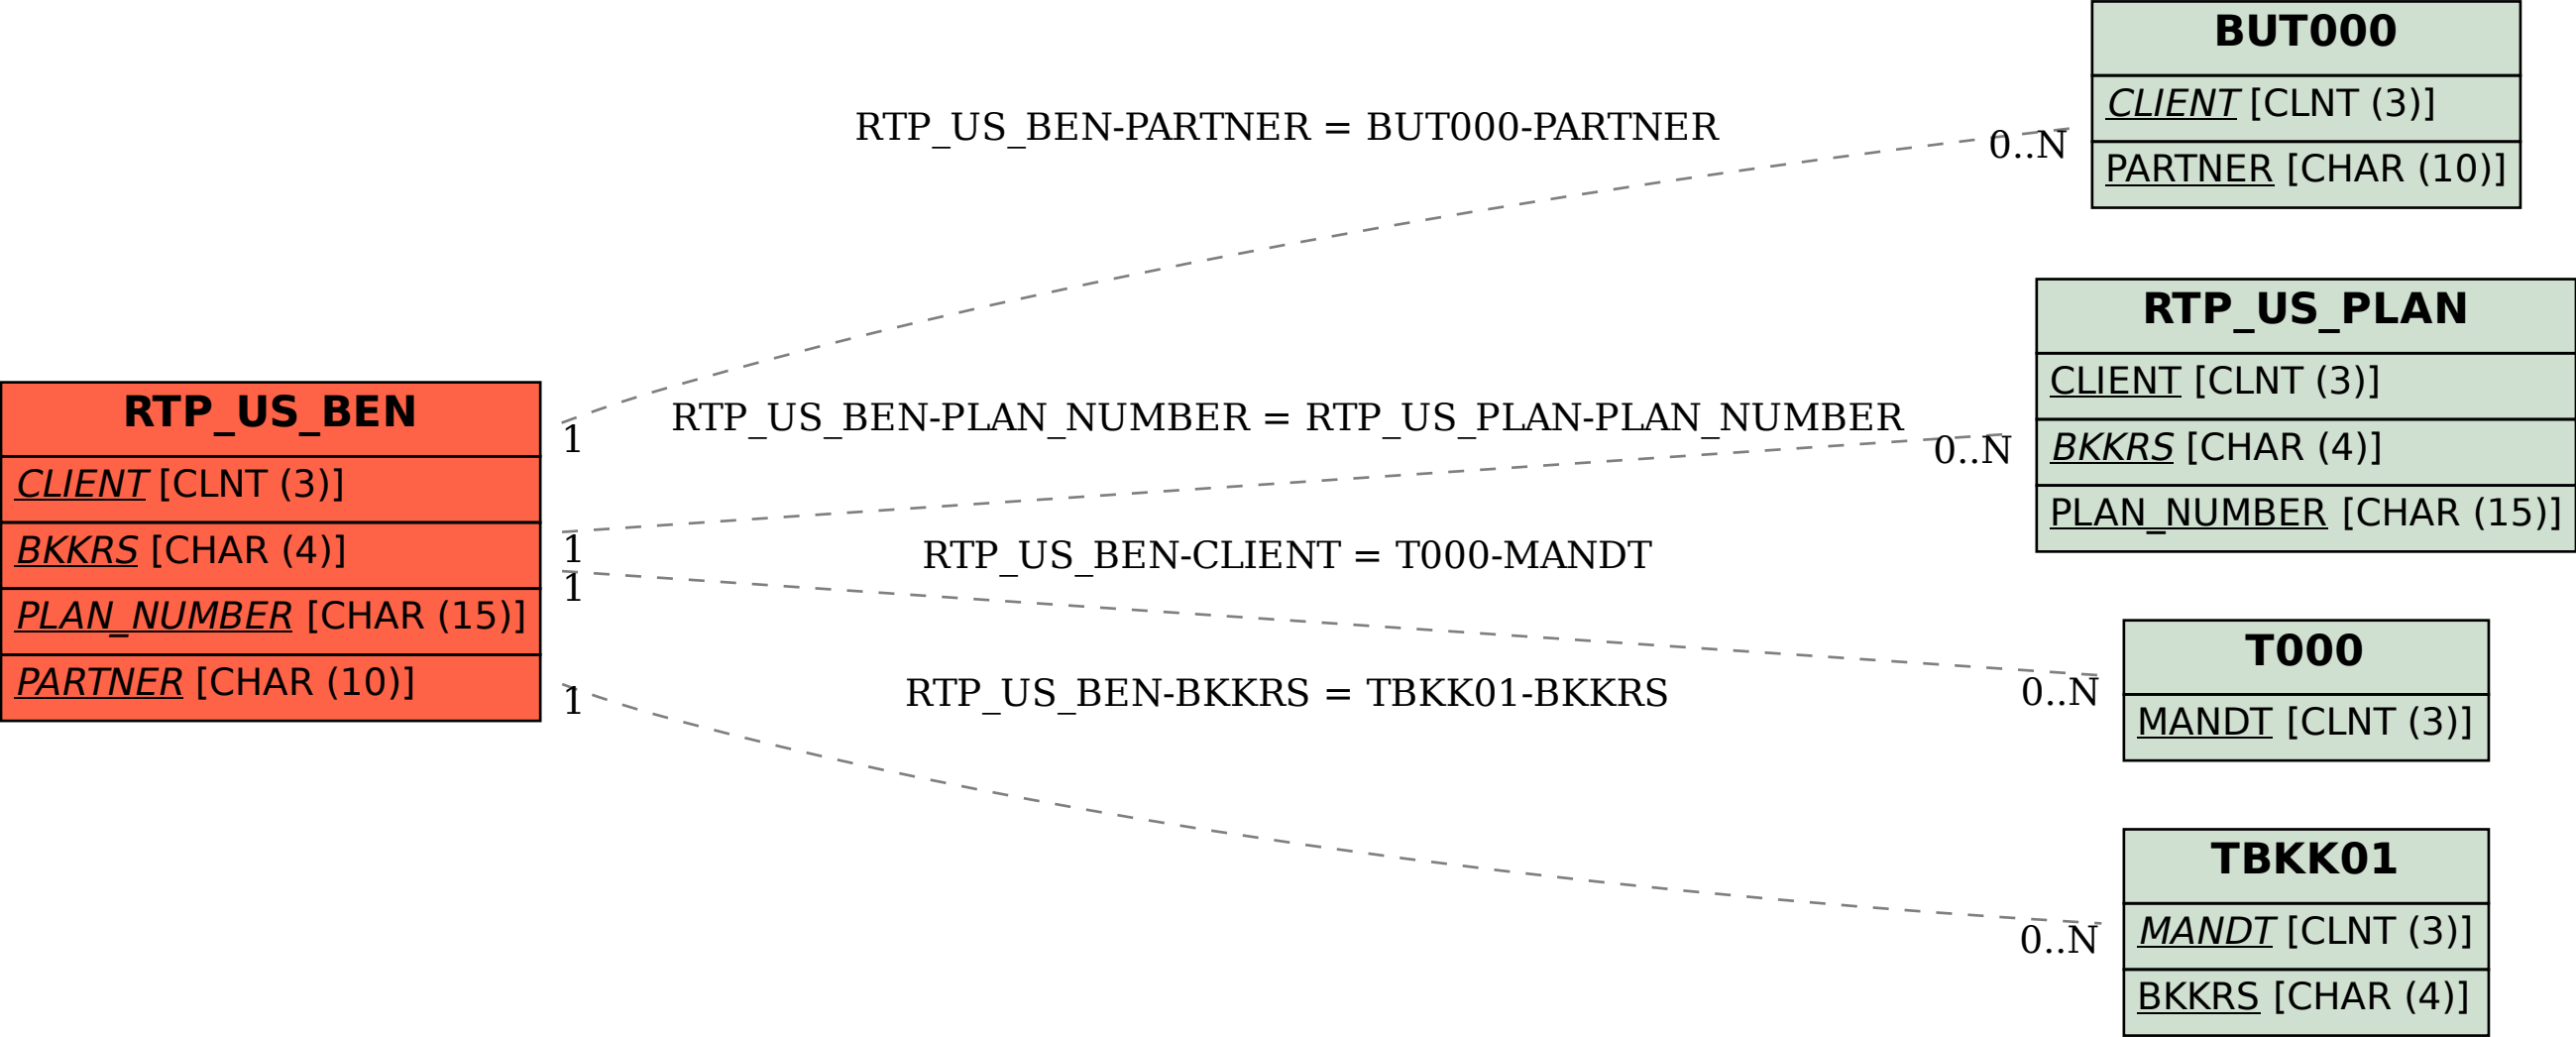 BUT000
CLIENT [CLNT (3)]
PARTNER [CHAR (10)]
RTP_US_BEN-PARTNER = BUT000-PARTNER
0..N
RTP_US_PLAN
CLIENT [CLNT (3)]
BKKRS [CHAR (4)]
PLAN_NUMBER [CHAR (15)]
RTP_US_BEN
CLIENT [CLNT (3)]
BKKRS [CHAR (4)]
PLAN_NUMBER [CHAR (15)]
PARTNER [CHAR (10)]
1
RTP_US_BEN-PLAN_NUMBER = RTP_US_PLAN-PLAN_NUMBER
0..N
1
RTP_US_BEN-CLIENT = T000-MANDT
1
0..N
T000
MANDT [CLNT (3)]
RTP_US_BEN-BKKRS = TBKK01-BKKRS
1
0..N
TBKK01
MANDT [CLNT (3)]
BKKRS [CHAR (4)]